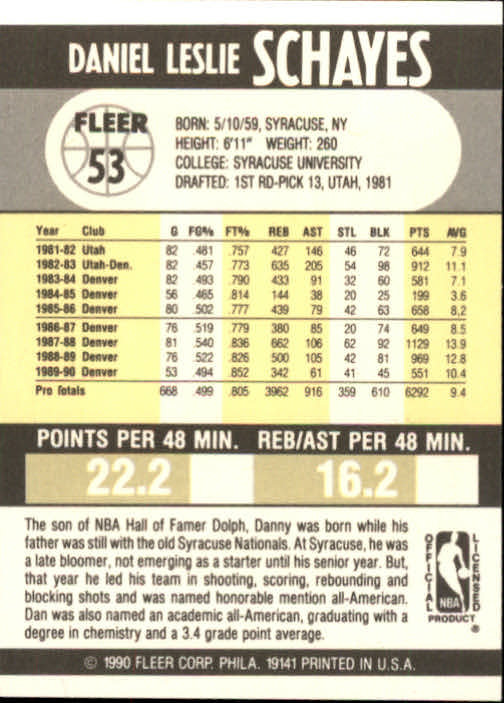 DANIEL LESLIE SCHAYES
FLEER
53
BORN: 5/10/59, SYRACUSE, NY
HEIGHT: 6'11" WEIGHT: 260
COLLEGE: SYRACUSE UNIVERSITY
DRAFTED: 1ST RD-PICK 13, UTAH, 1981
Year Club G FG% FT% REB AST STL BLK PTS AVG
1981-82 Utah 82 .481 .757 427 146 46 72 644 7.9
1982-83 Utah-Den. 82 .457 .773 635 205 54 98 912 11.1
1983-84 Denver 82 .493 .790 433 91 32 60 581 7.1
1984-85 Denver 56 .465 .814 144 38 20 25 199 3.6
1985-86 Denver 80 .502 .777 439 79 42 63 658 8.2
1986-87 Denver 76 .519 .779 380 85 20 74 649 8.5
1987-88 Denver 81 .540 .836 662 106 62 92 1129 13.9
1988-89 Denver 76 .522 .826 500 105 42 81 969 12.8
1989-90 Denver 53 .494 .852 342 61 41 45 551 10.4
Pro Totals 668 .499 .805 3962 916 359 610 6292 9.4
POINTS PER 48 MIN. REB/AST PER 48 MIN.
22.2 16.2
The son of NBA Hall of Famer Dolph, Danny was born while his
father was still with the old Syracuse Nationals. At Syracuse, he was
a late bloomer, not emerging as a starter until his senior year. But,
that year he led his team in shooting, scoring, rebounding and
blocking shots and was named honorable mention all-American.
Dan was also named an academic all-American, graduating with a
degree in chemistry and a 3.4 grade point average.
OFFICIAL
LICENSED
NBA
PRODUCT ®
© 1990 FLEER CORP. PHILA. 19141 PRINTED IN U.S.A.